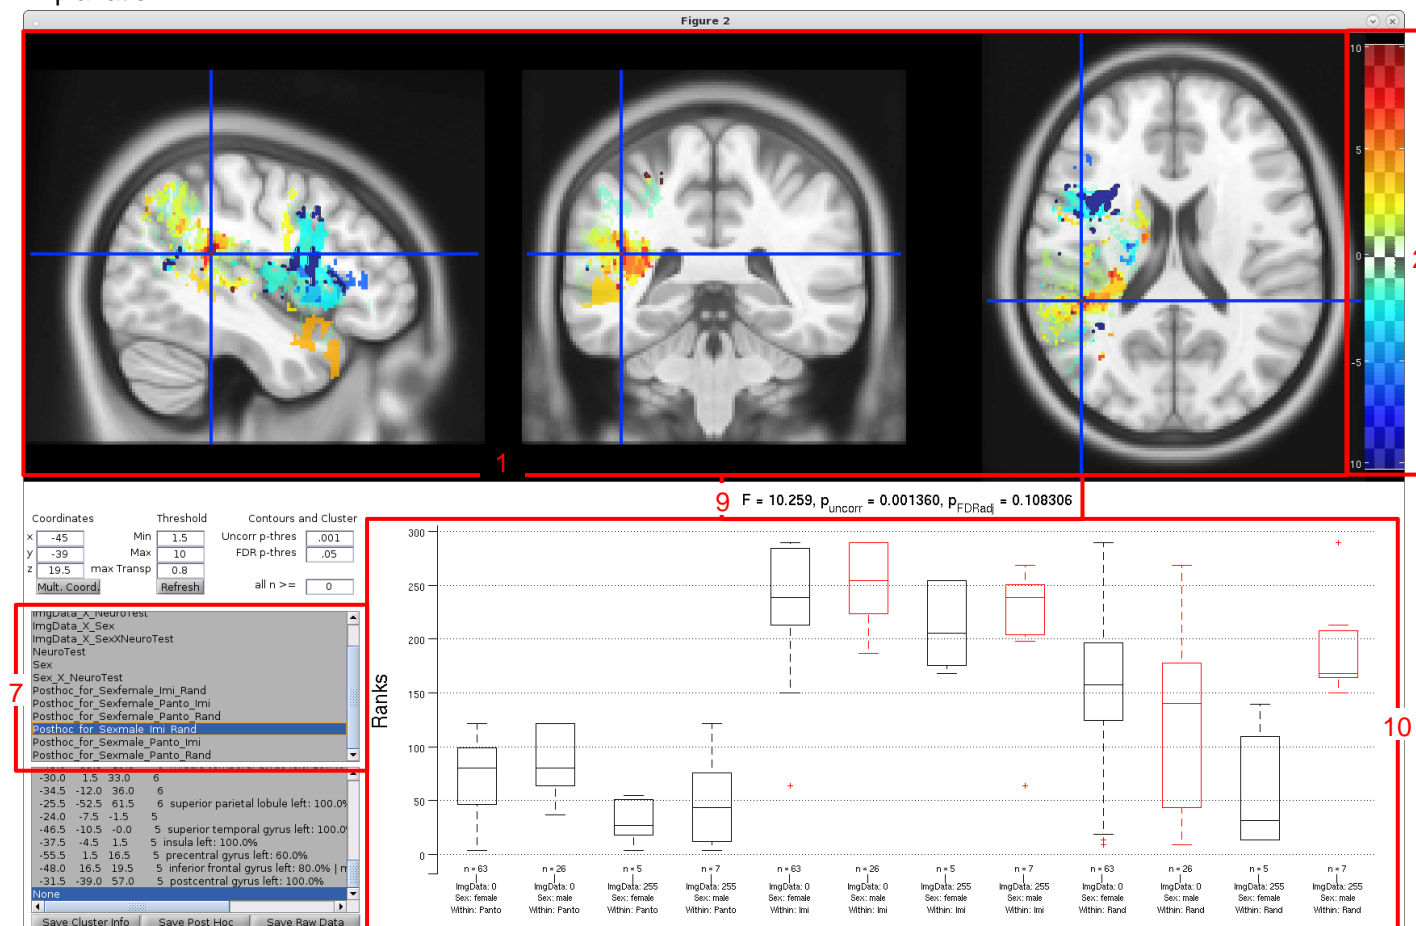 Figure 2
10
5
0
-5
10
1
9
F = 10.259, p_uncorr = 0.001360, p_FDRadj = 0.108306
Coordinates Threshold Contours and Cluster
x -45 Min 1.5 Uncorr p-thres .001
y -39 Max 10 FDR p-thres .05
z 19.5 max Transp 0.8
Mult. Coord. Refresh all n >= 0
ImgData_X_NeuroTest
ImgData_X_Sex
ImgData_X_SexXNeuroTest
NeuroTest
Sex
Sex_X_NeuroTest
Posthoc_for_Sexfemale_Imi_Rand
Posthoc_for_Sexfemale_Panto_Imi
Posthoc_for_Sexfemale_Panto_Rand
Posthoc_for_Sexmale_Imi_Rand
Posthoc_for_Sexmale_Panto_Imi
Posthoc_for_Sexmale_Panto_Rand
7
-30.0 1.5 33.0 6
-34.5 -12.0 36.0 6
-25.5 -52.5 61.5 6 superior parietal lobule left: 100.0%
-24.0 -7.5 -1.5 5
-46.5 -10.5 -0.0 5 superior temporal gyrus left: 100.0
-37.5 -4.5 1.5 5 insula left: 100.0%
-55.5 1.5 16.5 5 precentral gyrus left: 60.0%
-48.0 16.5 19.5 5 inferior frontal gyrus left: 80.0% | m
-31.5 -39.0 57.0 5 postcentral gyrus left: 100.0%
None
Save Cluster Info Save Post Hoc Save Raw Data
Ranks
300
250
200
150
100
50
0
10
n = 63 n = 26 n = 5 n = 7 n = 63 n = 26 n = 5 n = 7 n = 63 n = 26 n = 5 n = 7
ImgData: 0 ImgData: 0 ImgData: 255 ImgData: 255 ImgData: 0 ImgData: 0 ImgData: 255 ImgData: 255 ImgData: 0 ImgData: 0 ImgData: 255 ImgData: 255
Sex: female Sex: male Sex: female Sex: male Sex: female Sex: male Sex: female Sex: male Sex: female Sex: male Sex: female Sex: male
Within: Panto Within: Panto Within: Panto Within: Panto Within: Imi Within: Imi Within: Imi Within: Imi Within: Rand Within: Rand Within: Rand Within: Rand